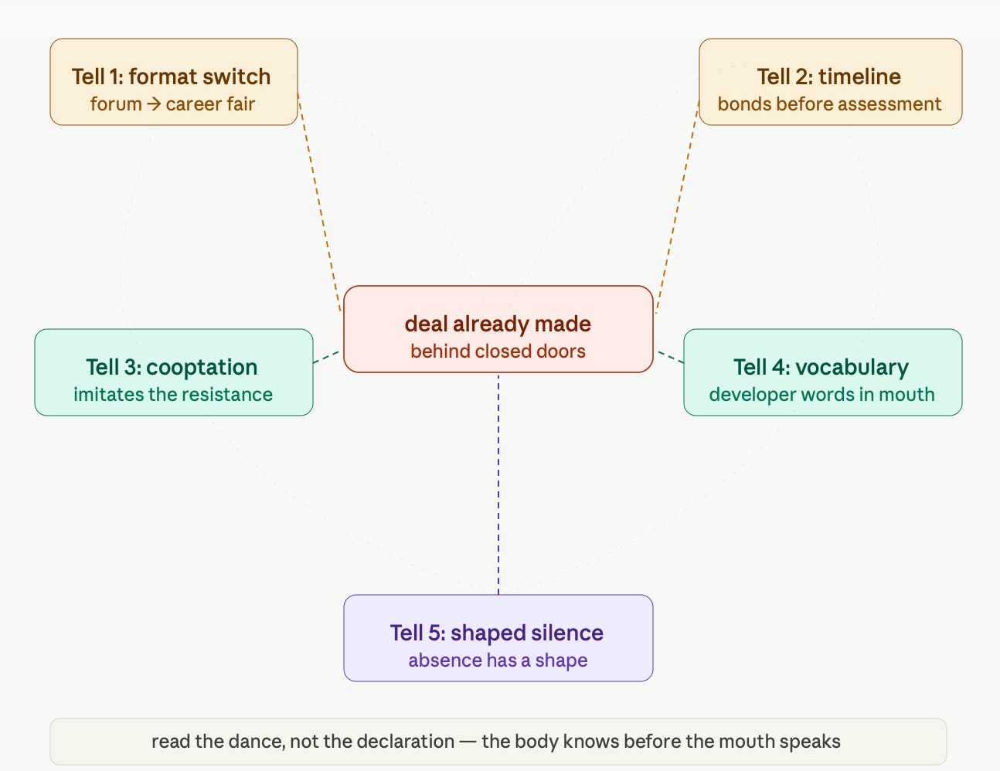 Tell 1: format switch
forum → career fair
Tell 2: timeline
bonds before assessment
deal already made
behind closed doors
Tell 3: cooptation
imitates the resistance
Tell 4: vocabulary
developer words in mouth
Tell 5: shaped silence
absence has a shape
read the dance, not the declaration — the body knows before the mouth speaks